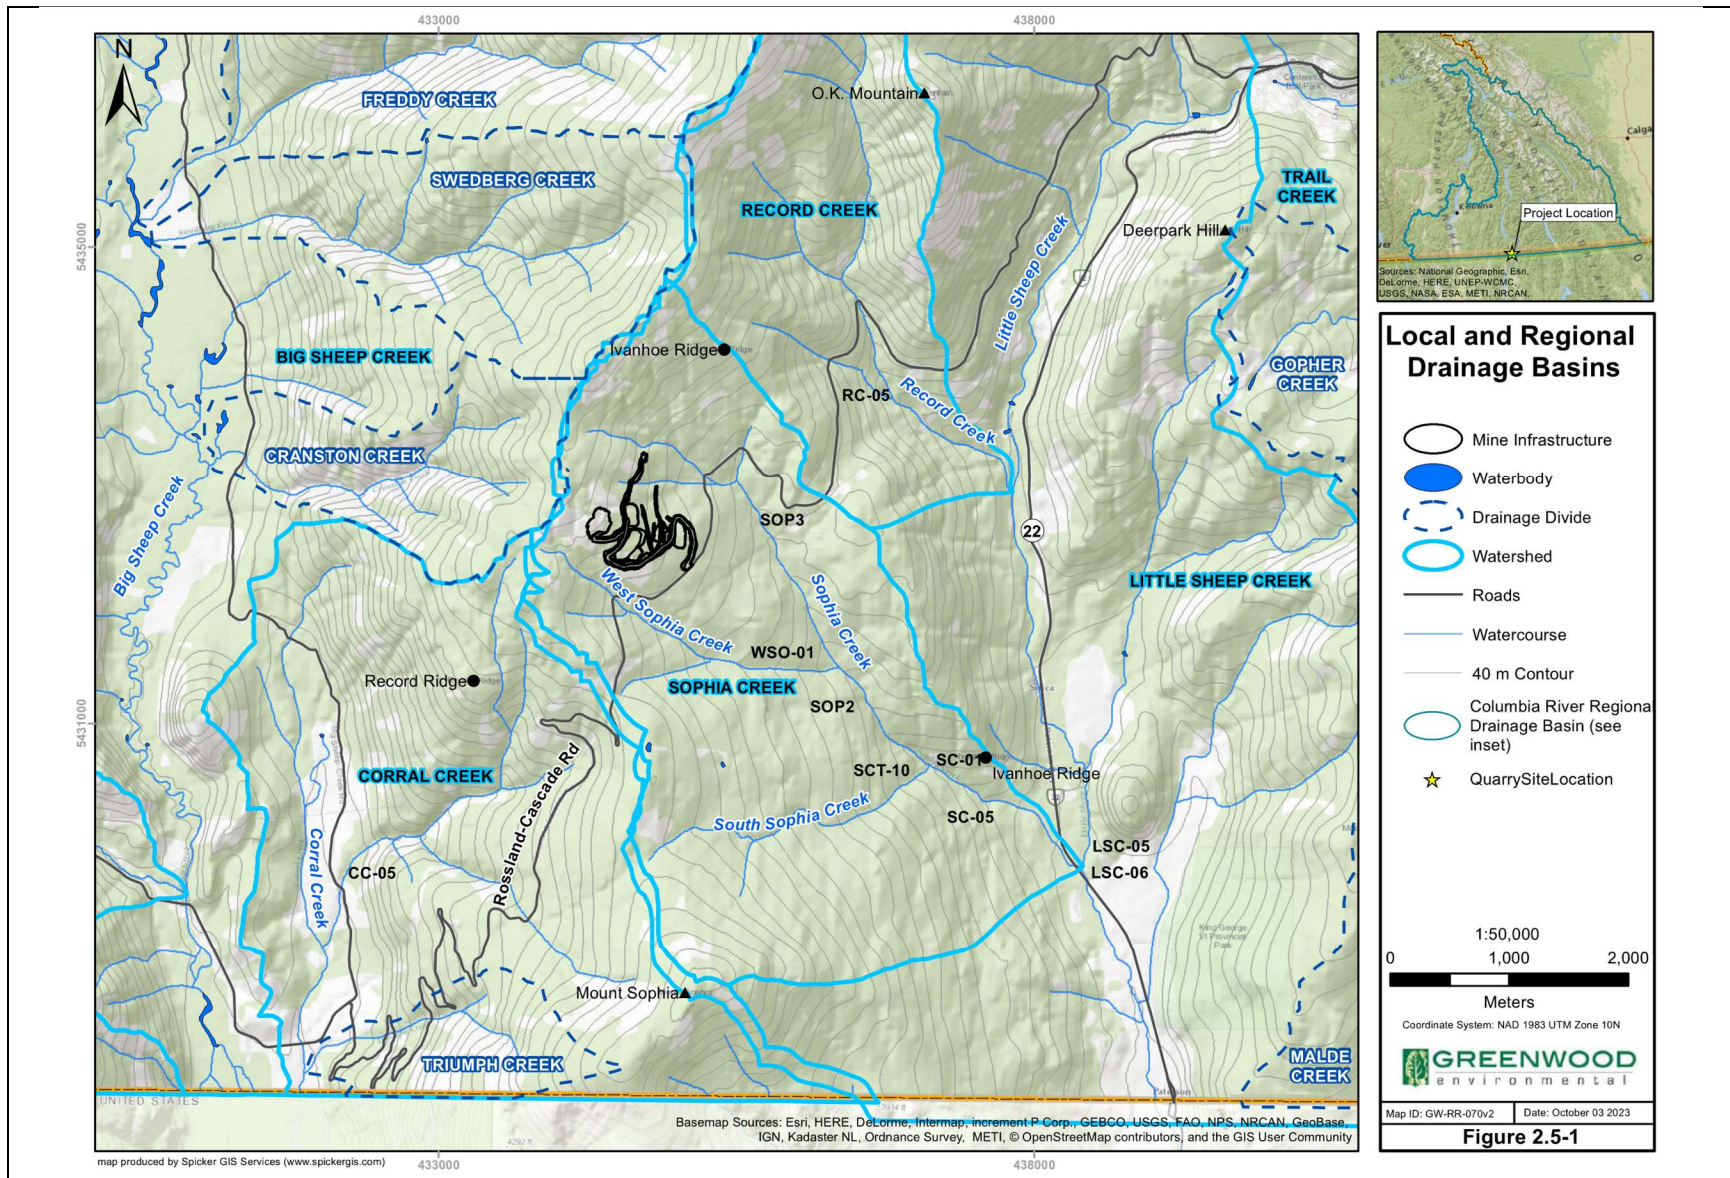 433000
438000
N
FREDDY CREEK
O.K. Mountain
SWEDBERG CREEK
RECORD CREEK
TRAIL
CREEK
Deerpark Hill
5435000
Little Sheep Creek
Ivanhoe Ridge
BIG SHEEP CREEK
GOPHER
CREEK
RC-05
Record Creek
CRANSTON CREEK
Big Sheep Creek
SOP3
22
LITTLE SHEEP CREEK
West Sophia Creek
Sophia Creek
WSO-01
Record Ridge
SOPHIA CREEK
SOP2
5431000
SC-01
SCT-10
Ivanhoe Ridge
CORRAL CREEK
Rossland-Cascade Rd
South Sophia Creek
SC-05
Corral Creek
LSC-05
CC-05
LSC-06
King George
VI Provincial
Park
Mount Sophia
TRIUMPH CREEK
MALDE
CREEK
Paterson
UNITED STATES
Basemap Sources: Esri, HERE, DeLorme, Intermap, increment P Corp., GEBCO, USGS, FAO, NPS, NRCAN, GeoBase,
IGN, Kadaster NL, Ordnance Survey, METI, © OpenStreetMap contributors, and the GIS User Community
map produced by Spicker GIS Services (www.spickergis.com)
433000
438000
Calga
Kelowna
Project Location
Sources: National Geographic, Esri,
DeLorme, HERE, UNEP-WCMC,
USGS, NASA, ESA, METI, NRCAN,
Local and Regional
Drainage Basins
Mine Infrastructure
Waterbody
Drainage Divide
Watershed
Roads
Watercourse
40 m Contour
Columbia River Regional
Drainage Basin (see
inset)
QuarrySiteLocation
1:50,000
0 1,000 2,000
Meters
Coordinate System: NAD 1983 UTM Zone 10N
GREENWOOD
environmental
Map ID: GW-RR-070v2
Date: October 03 2023
Figure 2.5-1